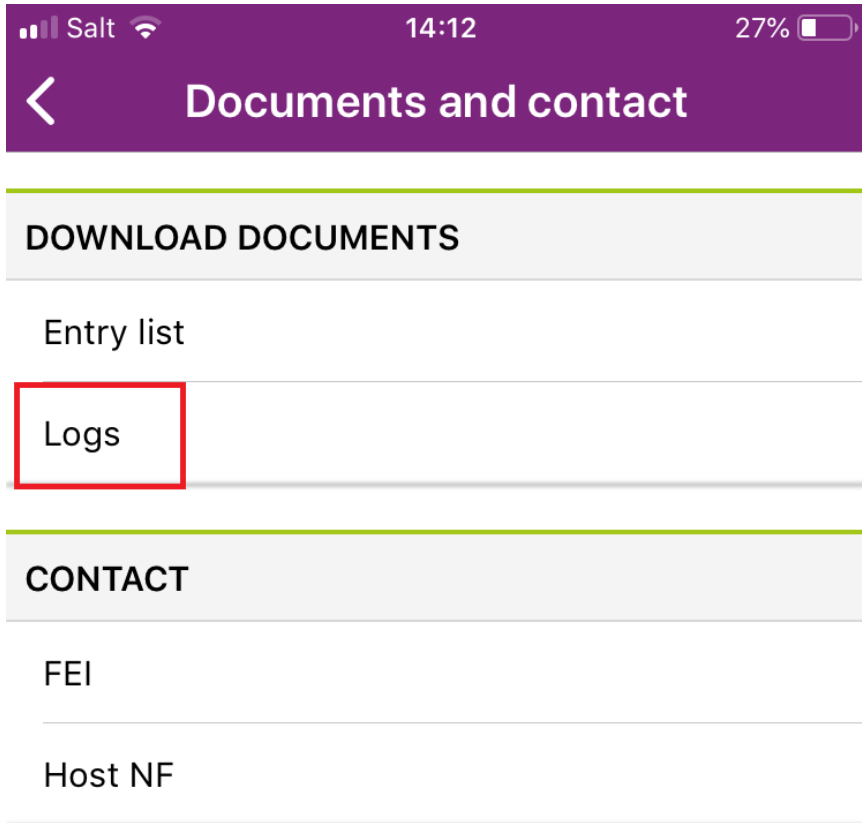 Salt 14:12 27%
Documents and contact
DOWNLOAD DOCUMENTS
Entry list
Logs
CONTACT
FEI
Host NF